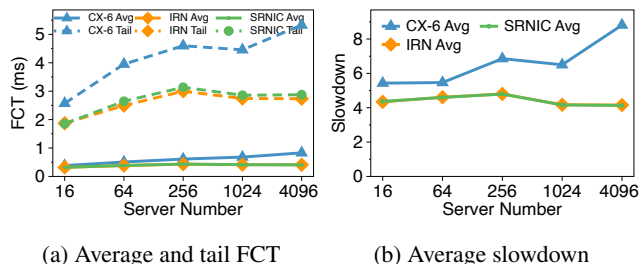 CX-6 Avg IRN Avg SRNIC Avg
CX-6 Tail IRN Tail SRNIC Tail
FCT (ms)
5
4
3
2
1
0
16 64 256 1024 4096
Server Number
(a) Average and tail FCT
CX-6 Avg SRNIC Avg
IRN Avg
Slowdown
8
6
4
2
0
16 64 256 1024 4096
Server Number
(b) Average slowdown